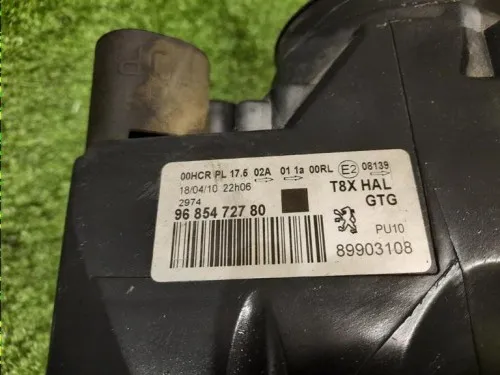 00HCR PL 17.5 02A 01 1a 00RL E2 08139
18/04/10 22h06 T8X HAL
2974 GTG
96 854 727 80
PU10
89903108